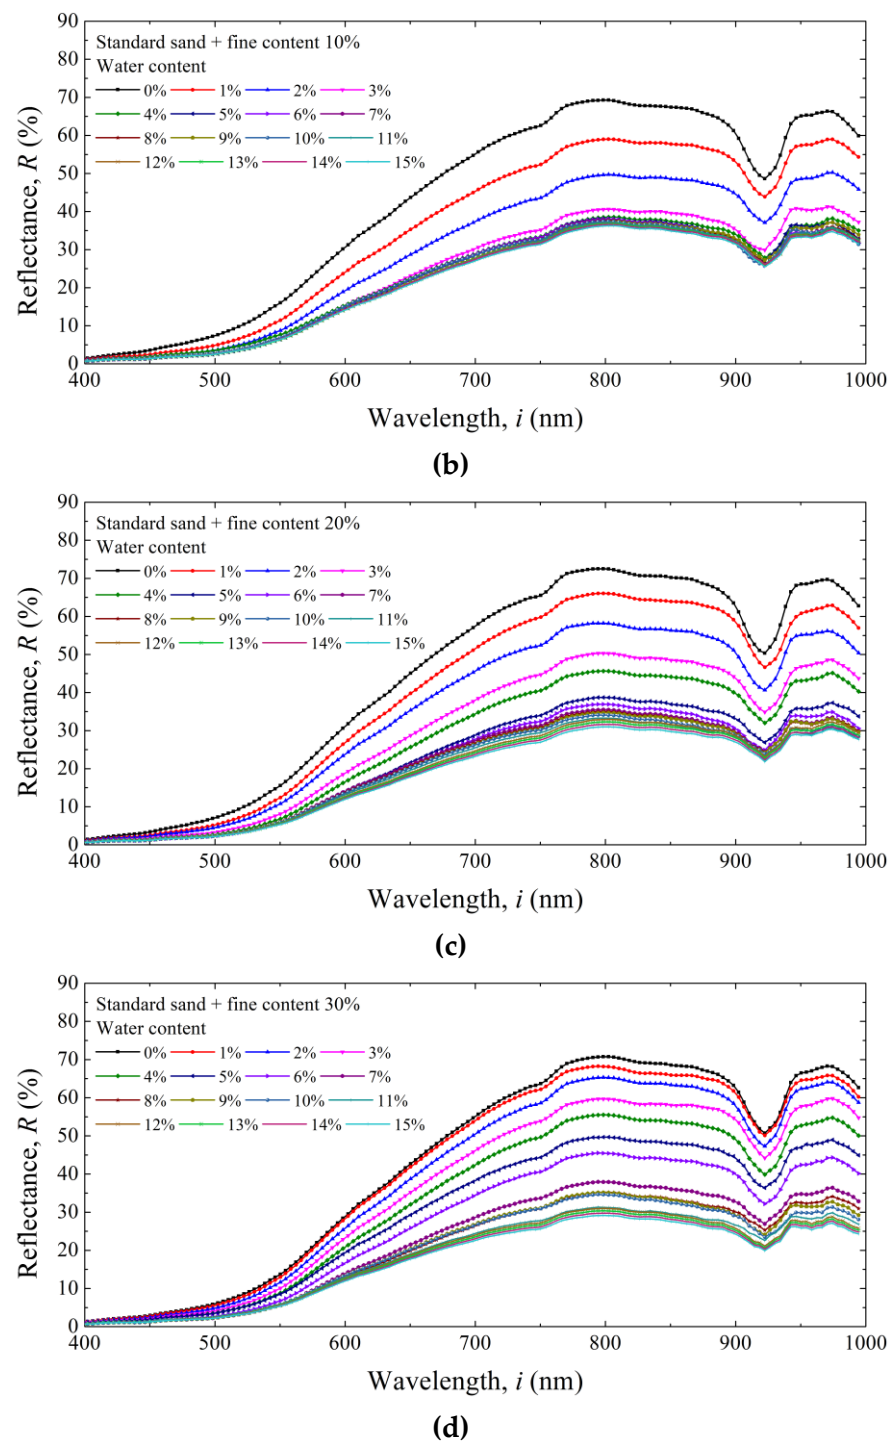 90
80
70
60
50
40
30
20
10
0
Reflectance, R (%)
Standard sand + fine content 10%
Water content
0% 1% 2% 3%
4% 5% 6% 7%
8% 9% 10% 11%
12% 13% 14% 15%
400 500 600 700 800 900 1000
Wavelength, i (nm)
(b)
90
80
70
60
50
40
30
20
10
0
Reflectance, R (%)
Standard sand + fine content 20%
Water content
0% 1% 2% 3%
4% 5% 6% 7%
8% 9% 10% 11%
12% 13% 14% 15%
400 500 600 700 800 900 1000
Wavelength, i (nm)
(c)
90
80
70
60
50
40
30
20
10
0
Reflectance, R (%)
Standard sand + fine content 30%
Water content
0% 1% 2% 3%
4% 5% 6% 7%
8% 9% 10% 11%
12% 13% 14% 15%
400 500 600 700 800 900 1000
Wavelength, i (nm)
(d)